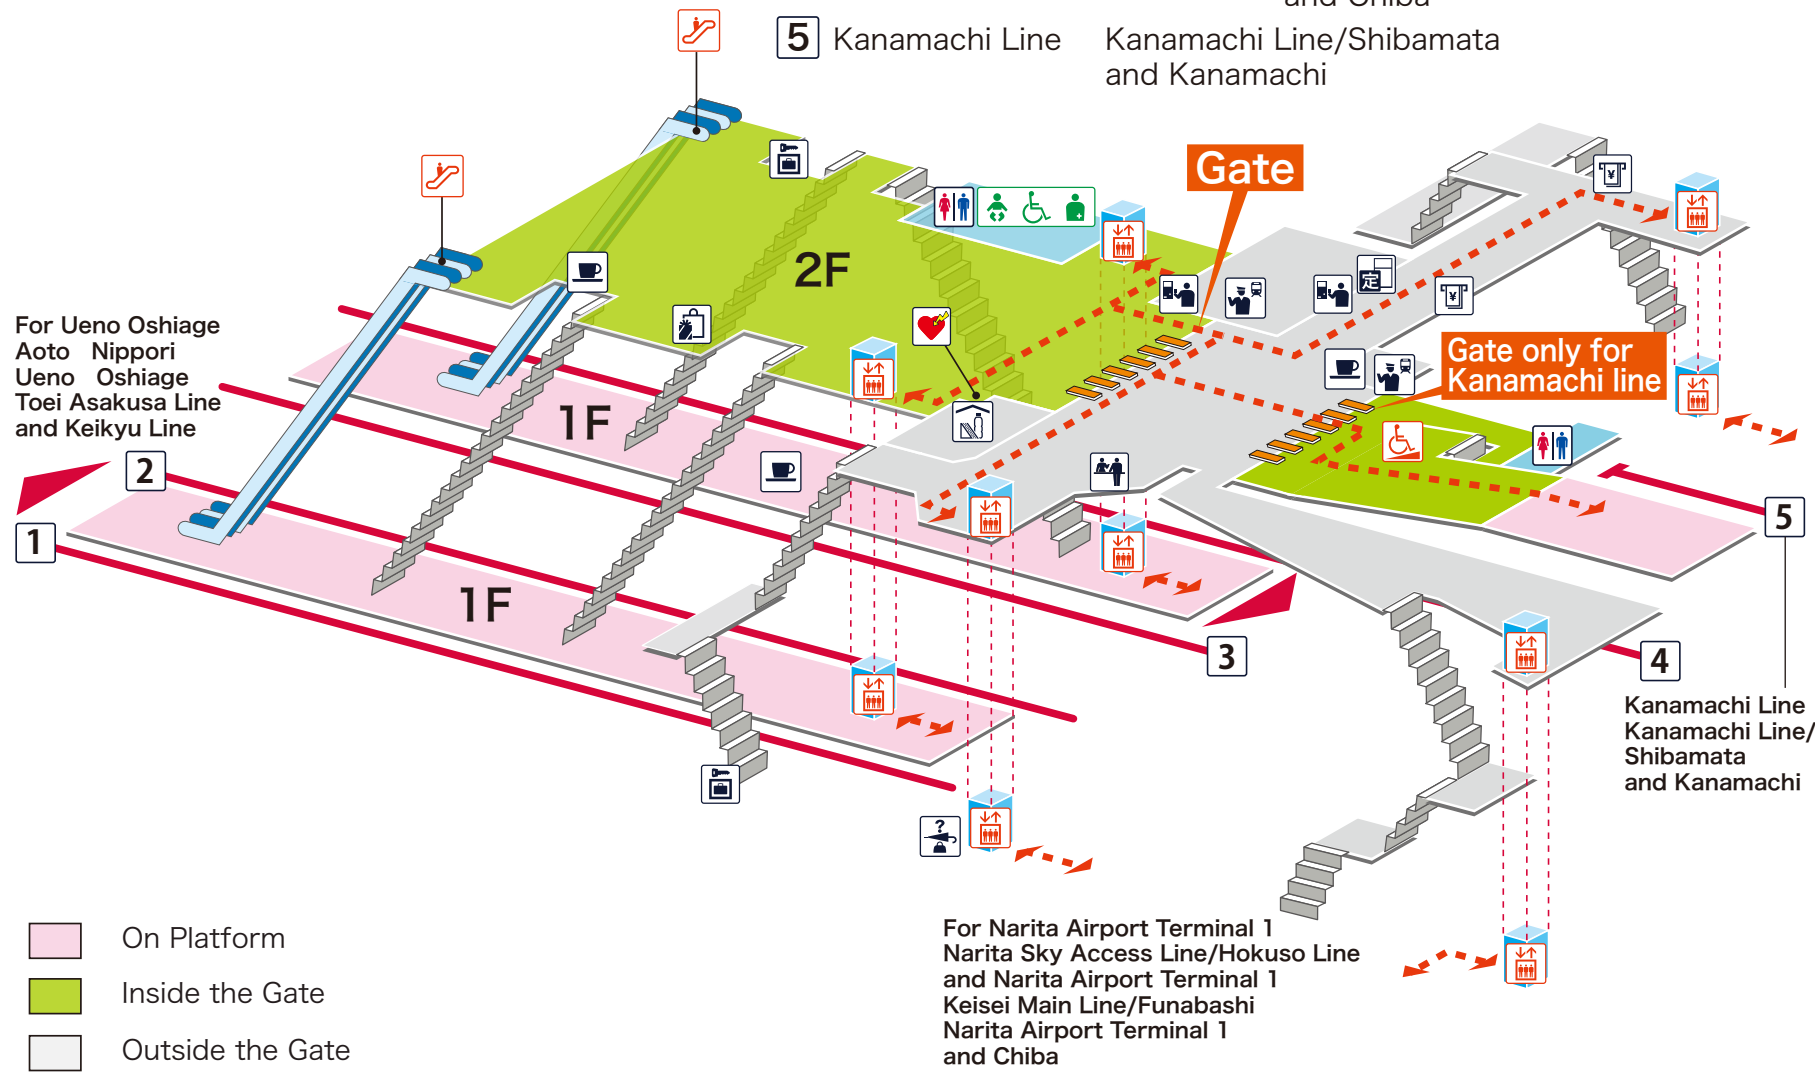 and Chiba
5 Kanamachi Line Kanamachi Line/Shibamata
and Kanamachi
Gate
2F
定
¥
¥
Gate only for
Kanamachi line
For Ueno Oshiage
Aoto Nippori
Ueno Oshiage
Toei Asakusa Line
and Keikyu Line
1F
2
1
1F
5
3
4
Kanamachi Line
Kanamachi Line/
Shibamata
and Kanamachi
?
For Narita Airport Terminal 1
Narita Sky Access Line/Hokuso Line
and Narita Airport Terminal 1
Keisei Main Line/Funabashi
Narita Airport Terminal 1
and Chiba
On Platform
Inside the Gate
Outside the Gate